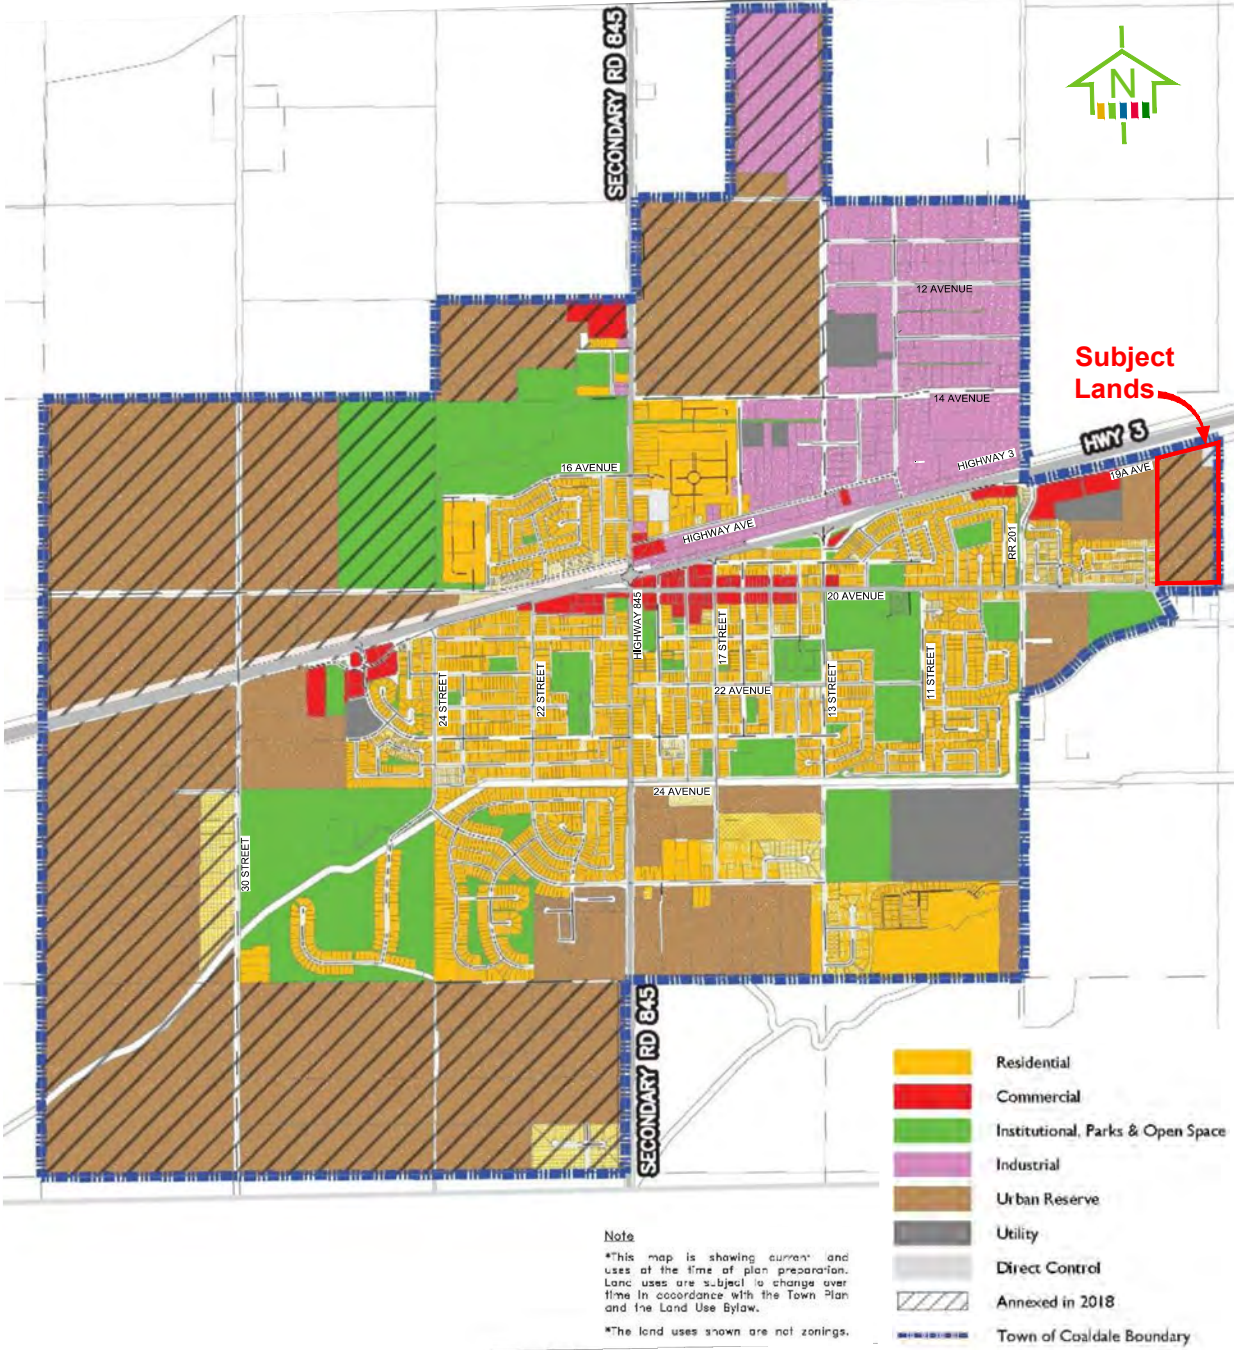 SECONDARY RD 845
N
12 AVENUE
Subject
Lands
14 AVENUE
HWY 3
HIGHWAY 3
16 AVENUE
19A AVE
HIGHWAY AVE
RR 201
20 AVENUE
HIGHWAY 845
17 STREET
24 STREET
22 STREET
22 AVENUE
13 STREET
11 STREET
24 AVENUE
30 STREET
SECONDARY RD 845
Residential
Commercial
Institutional, Parks & Open Space
Industrial
Urban Reserve
Utility
Direct Control
Annexed in 2018
Town of Coaldale Boundary
Note
*This map is showing current land
uses at the time of plan preparation.
Land uses are subject to change over
time in accordance with the Town Plan
and the Land Use Bylaw.
*The land uses shown are not zonings.